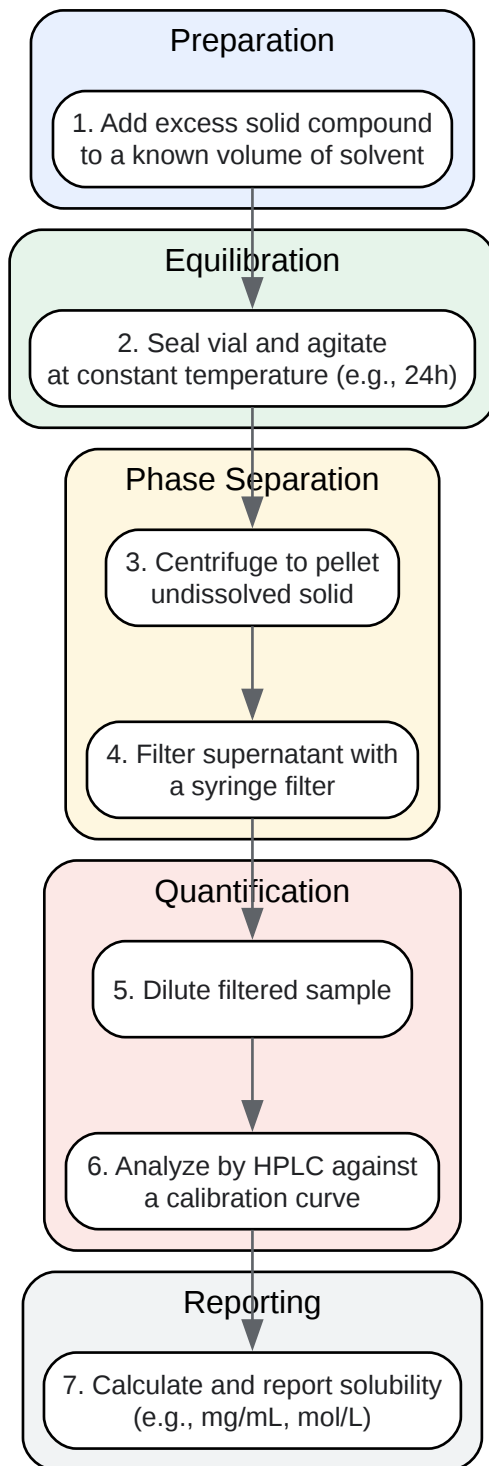 Preparation
1. Add excess solid compound
to a known volume of solvent
Equilibration
2. Seal vial and agitate
at constant temperature (e.g., 24h)
Phase Separation
3. Centrifuge to pellet
undissolved solid
4. Filter supernatant with
a syringe filter
Quantification
5. Dilute filtered sample
6. Analyze by HPLC against
a calibration curve
Reporting
7. Calculate and report solubility
(e.g., mg/mL, mol/L)